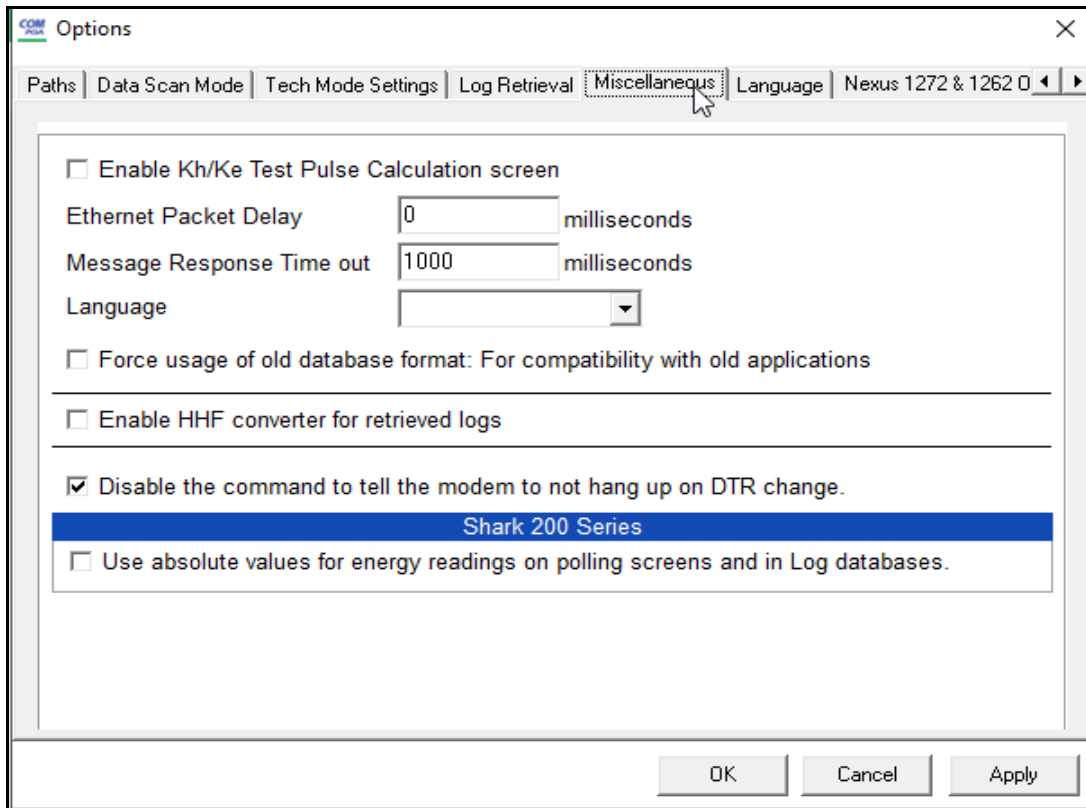 COM
PQA
Options
Paths Data Scan Mode Tech Mode Settings Log Retrieval Miscellaneous Language Nexus 1272 & 1262 O
Enable Kh/Ke Test Pulse Calculation screen
Ethernet Packet Delay 0 milliseconds
Message Response Time out 1000 milliseconds
Language
Force usage of old database format: For compatibility with old applications
Enable HHF converter for retrieved logs
Disable the command to tell the modem to not hang up on DTR change.
Shark 200 Series
Use absolute values for energy readings on polling screens and in Log databases.
OK Cancel Apply